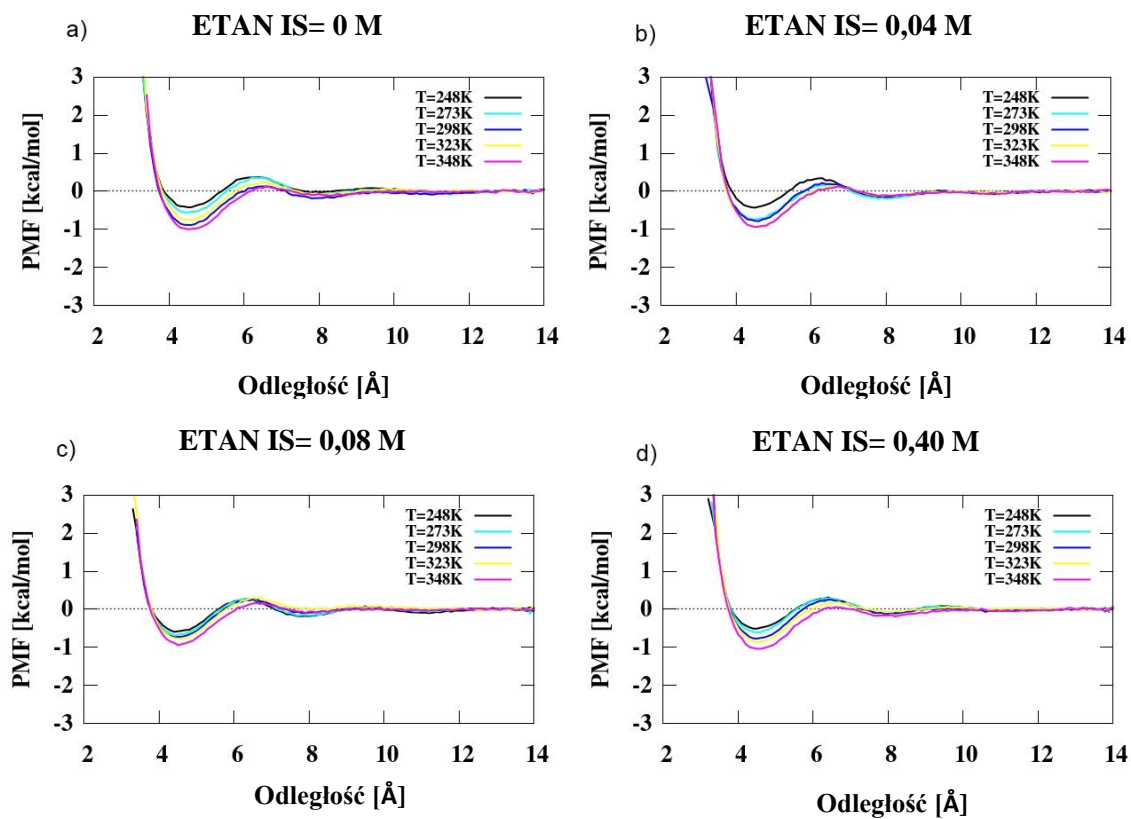 a)
ETAN IS= 0 M
PMF [kcal/mol]
3
2
1
0
-1
-2
-3
T=248K
T=273K
T=298K
T=323K
T=348K
2 4 6 8 10 12 14
Odległość [Å]
b)
ETAN IS= 0,04 M
PMF [kcal/mol]
3
2
1
0
-1
-2
-3
T=248K
T=273K
T=298K
T=323K
T=348K
2 4 6 8 10 12 14
Odległość [Å]
c)
ETAN IS= 0,08 M
PMF [kcal/mol]
3
2
1
0
-1
-2
-3
T=248K
T=273K
T=298K
T=323K
T=348K
2 4 6 8 10 12 14
Odległość [Å]
d)
ETAN IS= 0,40 M
PMF [kcal/mol]
3
2
1
0
-1
-2
-3
T=248K
T=273K
T=298K
T=323K
T=348K
2 4 6 8 10 12 14
Odległość [Å]